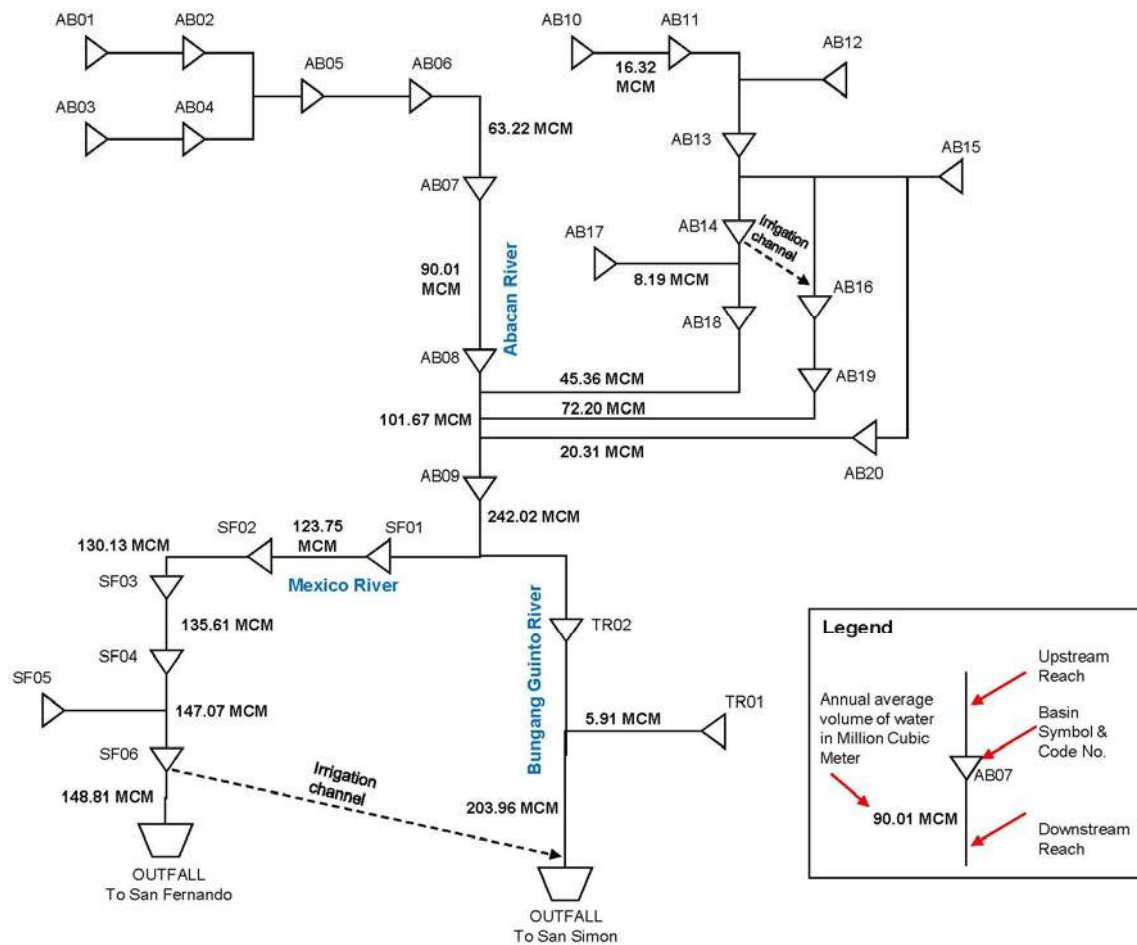 AB01
AB02
AB05
AB06
AB03
AB04
63.22 MCM
AB07
90.01
MCM
Abacan River
AB08
AB10
AB11
16.32
MCM
AB12
AB13
AB15
AB14
Irrigation
channel
AB17
8.19 MCM
AB16
AB18
AB19
45.36 MCM
72.20 MCM
101.67 MCM
20.31 MCM
AB20
AB09
242.02 MCM
SF02
123.75
MCM
SF01
130.13 MCM
Mexico River
SF03
135.61 MCM
SF04
SF05
147.07 MCM
SF06
148.81 MCM
Irrigation
channel
OUTFALL
To San Fernando
Bungang Guinto River
TR02
5.91 MCM
TR01
203.96 MCM
OUTFALL
To San Simon
Legend
Upstream
Reach
Annual average
volume of water
in Million Cubic
Meter
Basin
Symbol &
Code No.
AB07
90.01 MCM
Downstream
Reach